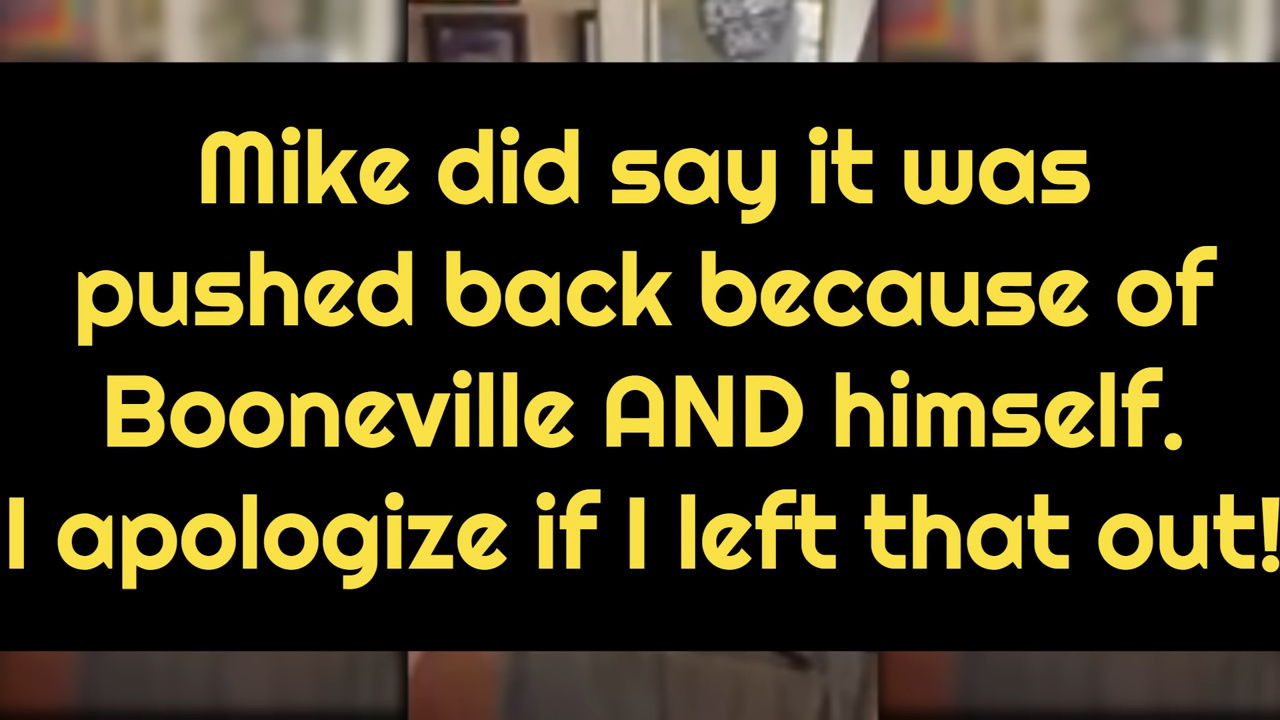 Mike did say it was
pushed back because of
Booneville AND himself.
I apologize if I left that out!